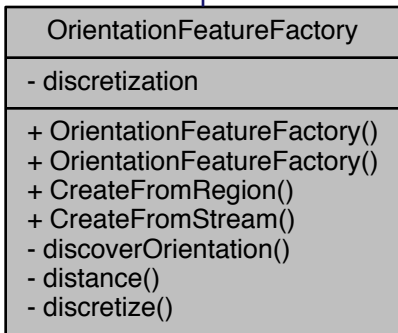 OrientationFeatureFactory
- discretization
+ OrientationFeatureFactory()
+ OrientationFeatureFactory()
+ CreateFromRegion()
+ CreateFromStream()
- discoverOrientation()
- distance()
- discretize()